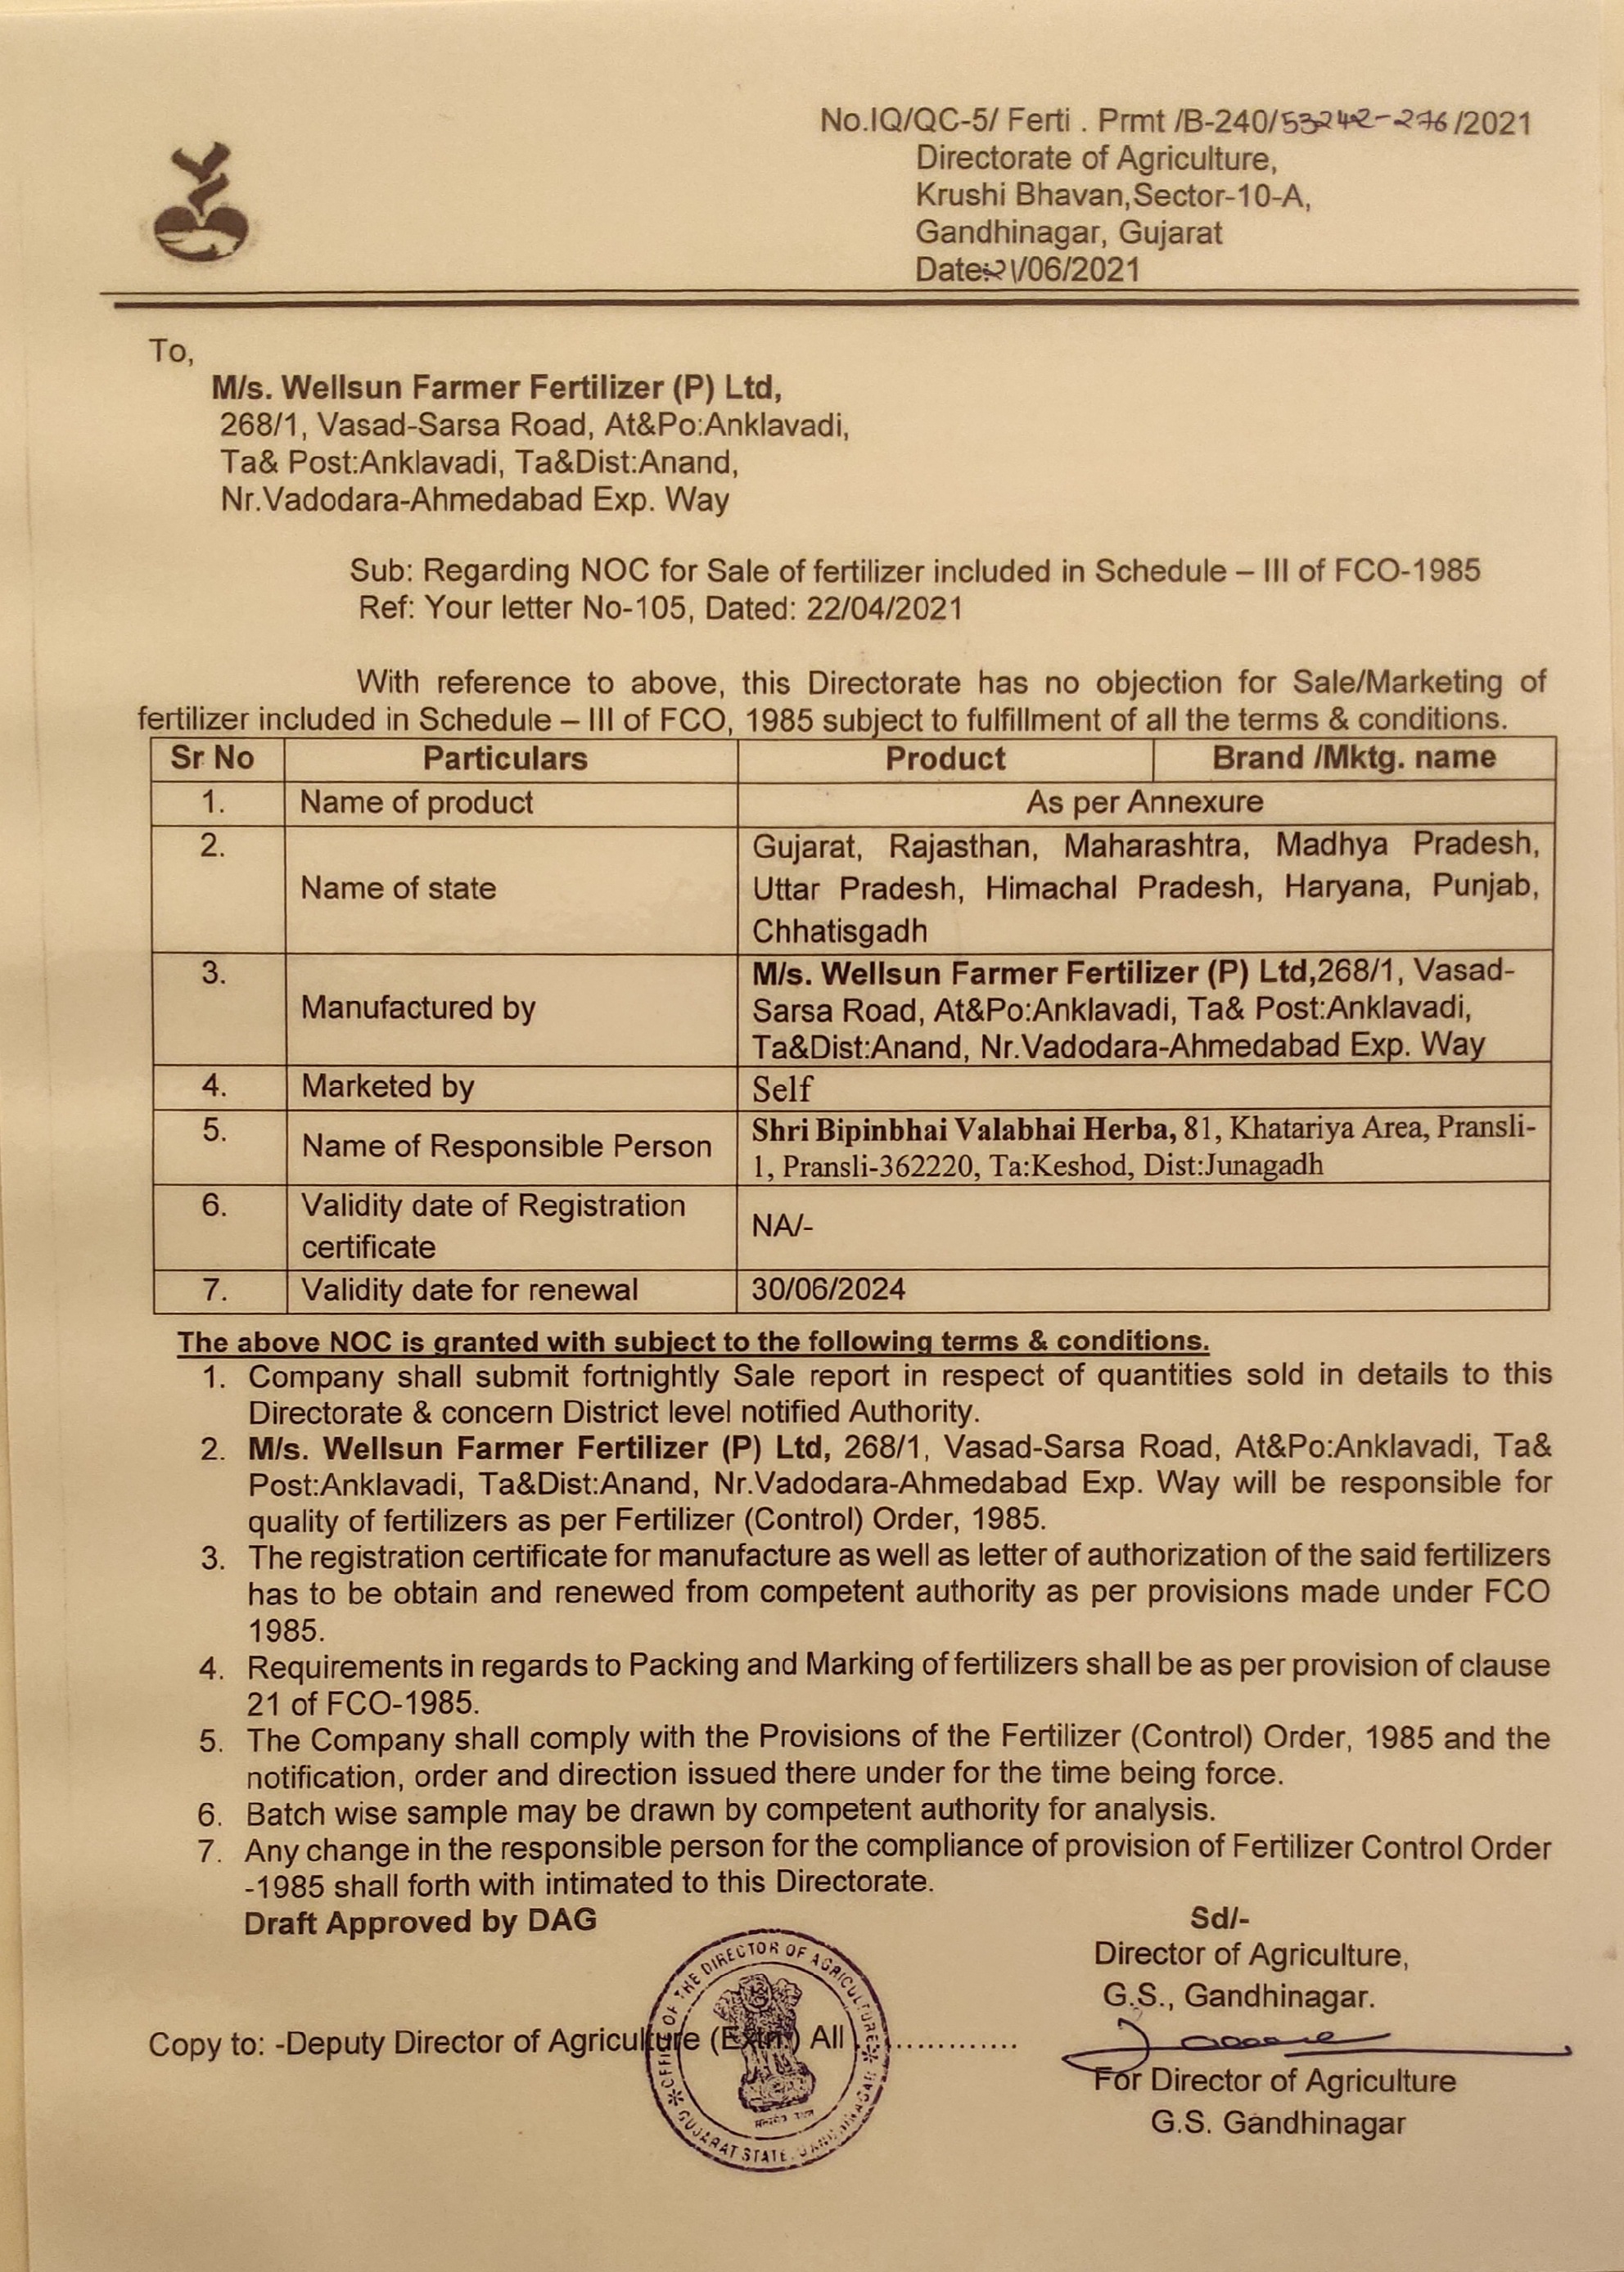 No.IQ/QC-5/ Ferti . Prmt /B-240/53242-276/2021
Directorate of Agriculture,
Krushi Bhavan,Sector-10-A,
Gandhinagar, Gujarat
Date:21/06/2021
To,
M/s. Wellsun Farmer Fertilizer (P) Ltd,
268/1, Vasad-Sarsa Road, At&Po:Anklavadi,
Ta& Post:Anklavadi, Ta&Dist:Anand,
Nr.Vadodara-Ahmedabad Exp. Way
Sub: Regarding NOC for Sale of fertilizer included in Schedule – III of FCO-1985
Ref: Your letter No-105, Dated: 22/04/2021
With reference to above, this Directorate has no objection for Sale/Marketing of
fertilizer included in Schedule – III of FCO, 1985 subject to fulfillment of all the terms & conditions.
Sr No Particulars Product Brand /Mktg. name
1. Name of product As per Annexure
2. Name of state Gujarat, Rajasthan, Maharashtra, Madhya Pradesh,
Uttar Pradesh, Himachal Pradesh, Haryana, Punjab,
Chhatisgadh
3. Manufactured by M/s. Wellsun Farmer Fertilizer (P) Ltd,268/1, Vasad-
Sarsa Road, At&Po:Anklavadi, Ta& Post:Anklavadi,
Ta&Dist:Anand, Nr.Vadodara-Ahmedabad Exp. Way
4. Marketed by Self
5. Name of Responsible Person Shri Bipinbhai Valabhai Herba, 81, Khatariya Area, Pransli-
1, Pransli-362220, Ta:Keshod, Dist:Junagadh
6. Validity date of Registration
certificate NA/-
7. Validity date for renewal 30/06/2024
The above NOC is granted with subject to the following terms & conditions.
1. Company shall submit fortnightly Sale report in respect of quantities sold in details to this
Directorate & concern District level notified Authority.
2. M/s. Wellsun Farmer Fertilizer (P) Ltd, 268/1, Vasad-Sarsa Road, At&Po:Anklavadi, Ta&
Post:Anklavadi, Ta&Dist:Anand, Nr.Vadodara-Ahmedabad Exp. Way will be responsible for
quality of fertilizers as per Fertilizer (Control) Order, 1985.
3. The registration certificate for manufacture as well as letter of authorization of the said fertilizers
has to be obtain and renewed from competent authority as per provisions made under FCO
1985.
4. Requirements in regards to Packing and Marking of fertilizers shall be as per provision of clause
21 of FCO-1985.
5. The Company shall comply with the Provisions of the Fertilizer (Control) Order, 1985 and the
notification, order and direction issued there under for the time being force.
6. Batch wise sample may be drawn by competent authority for analysis.
7. Any change in the responsible person for the compliance of provision of Fertilizer Control Order
-1985 shall forth with intimated to this Directorate.
Draft Approved by DAG
Sd/-
Director of Agriculture,
G.S., Gandhinagar.
Copy to: -Deputy Director of Agriculture (Extn) All ..............
For Director of Agriculture
G.S. Gandhinagar
OFFICE OF THE DIRECTOR OF AGRICULTURE
GUJARAT STATE, GANDHINAGAR